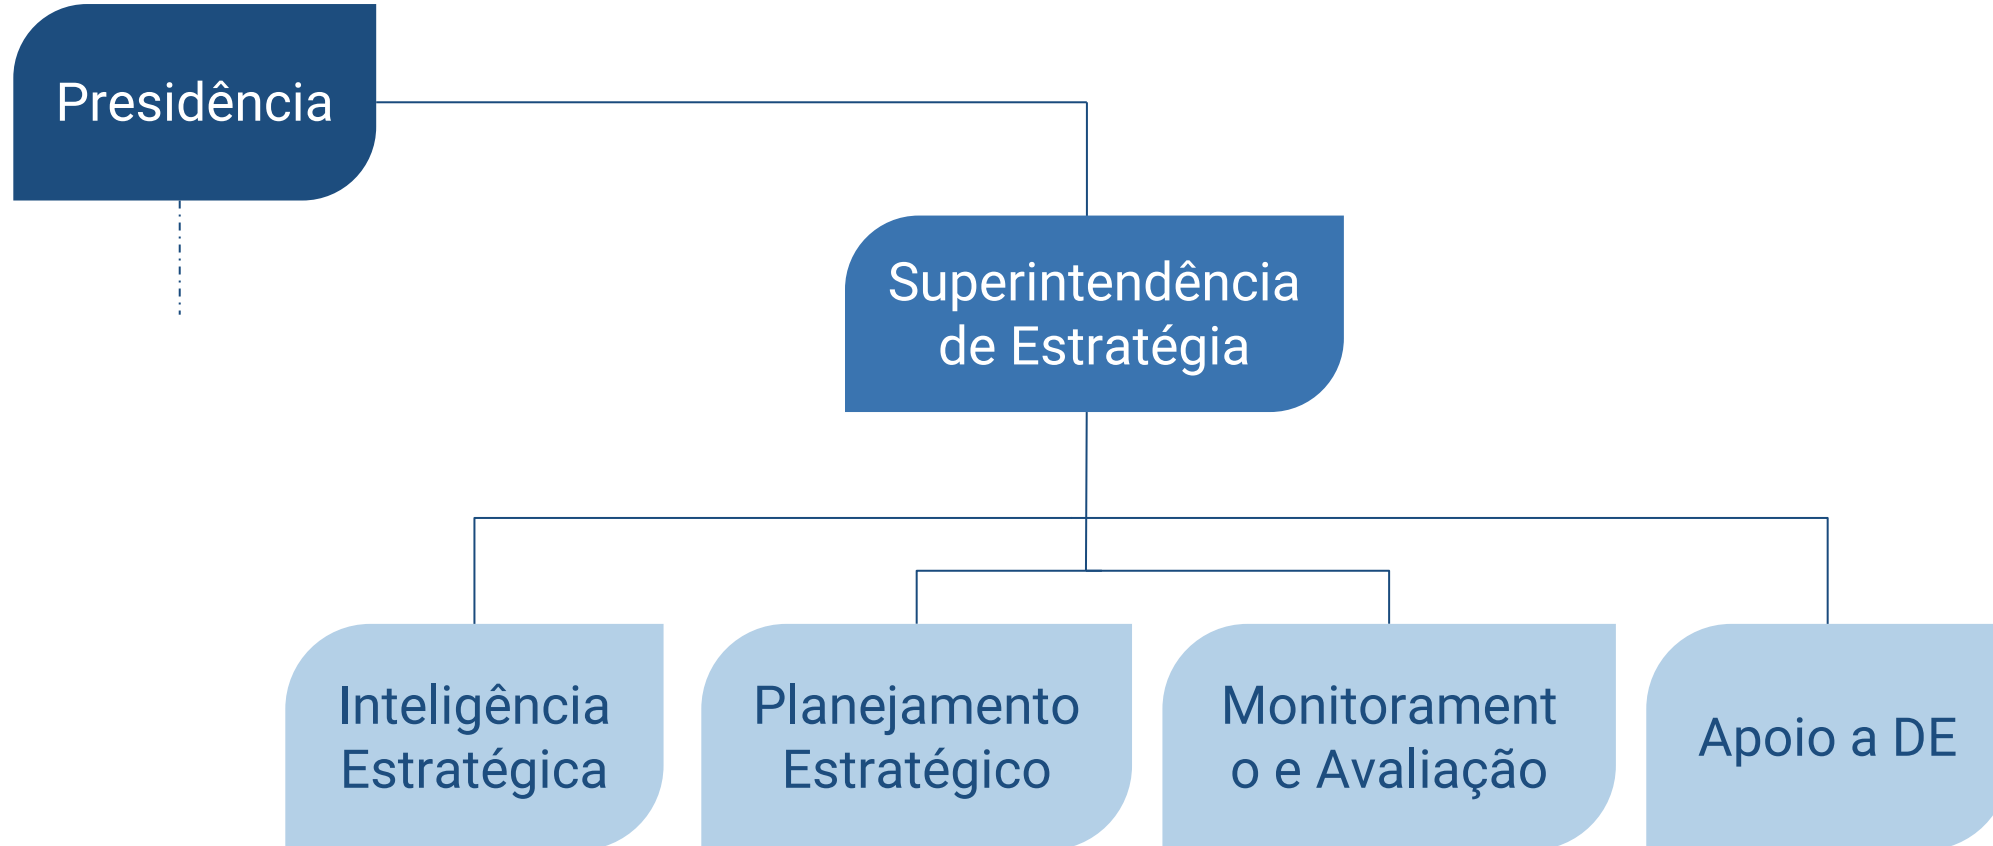 Presidência
Superintendência
de Estratégia
Inteligência
Estratégica
Planejamento
Estratégico
Monitorament
o e Avaliação
Apoio a DE